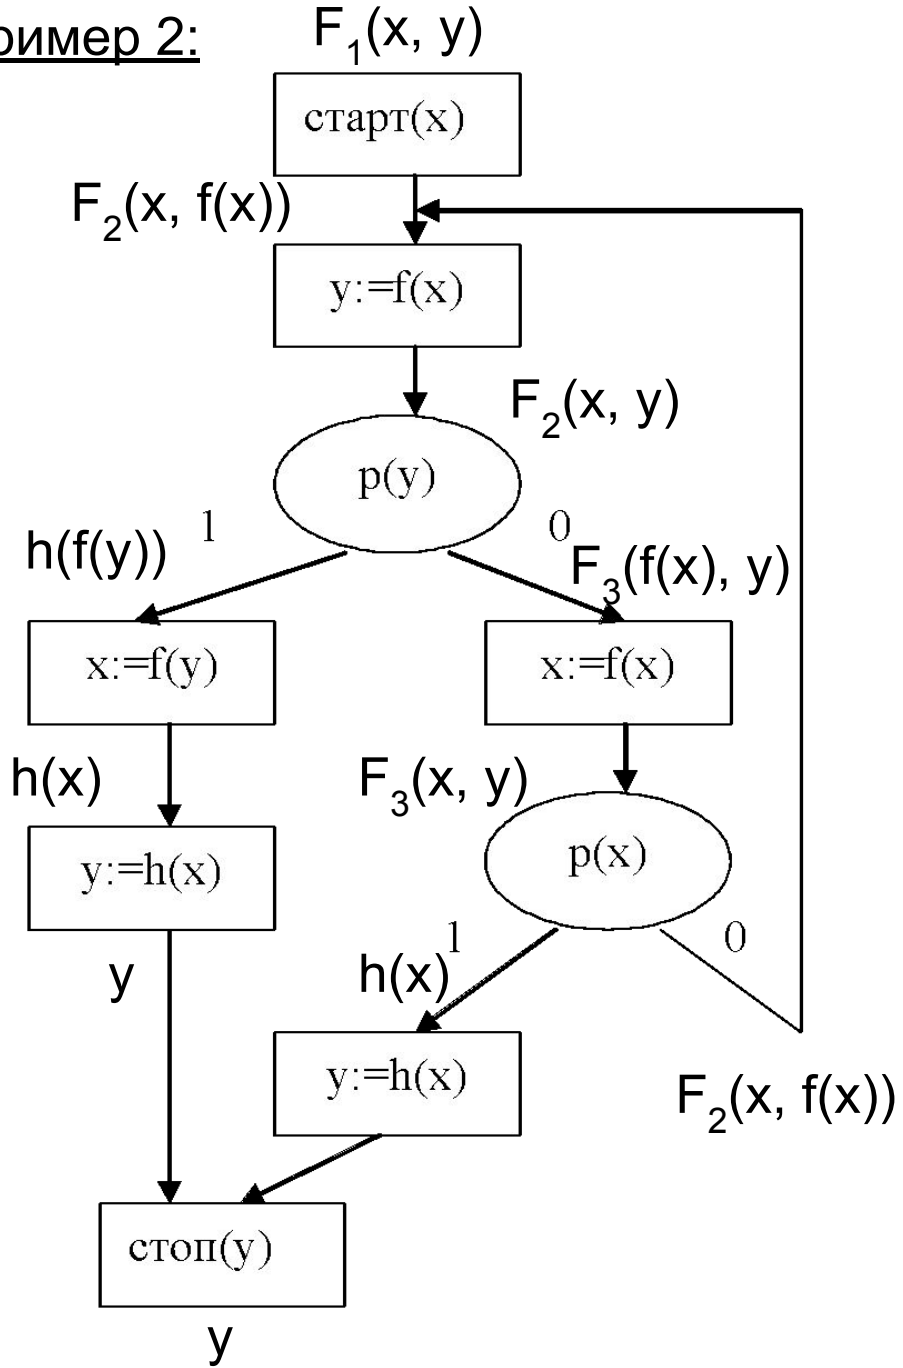 ример 2:
F₁(x, y)
старт(x)
F₂(x, f(x))
y:=f(x)
F₂(x, y)
p(y)
1
0
h(f(y))
F₃(f(x), y)
x:=f(y)
x:=f(x)
h(x)
F₃(x, y)
y:=h(x)
p(x)
1
0
y
h(x)
y:=h(x)
F₂(x, f(x))
стоп(y)
y